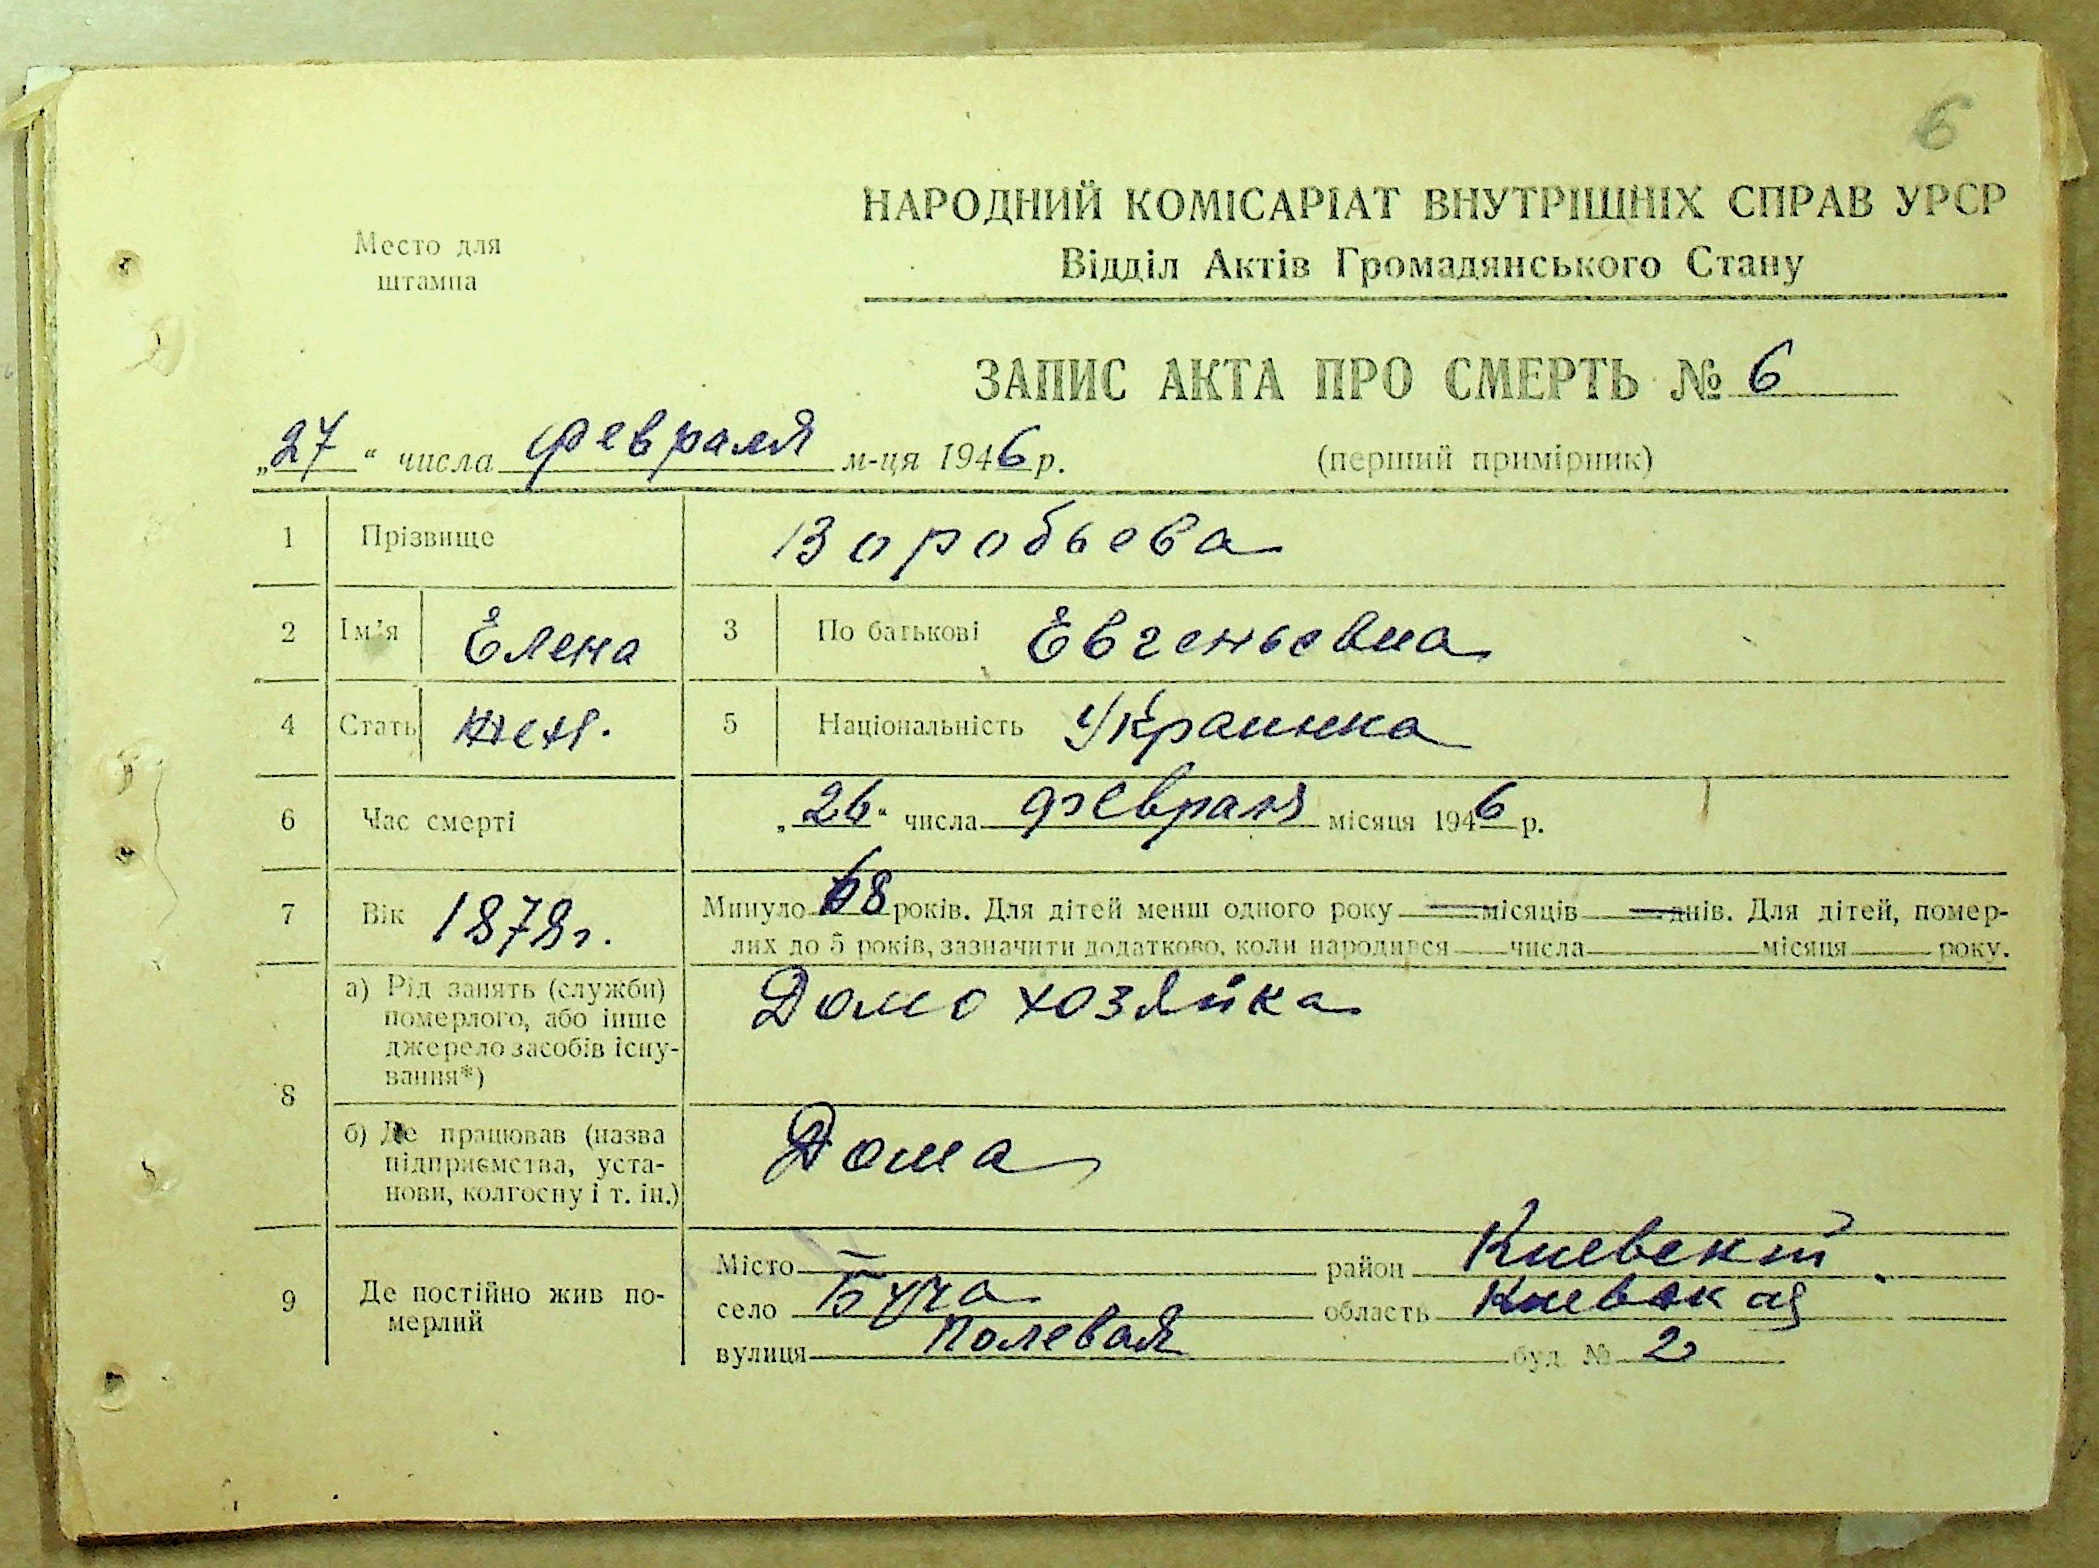 6
НАРОДНИЙ КОМІСАРІАТ ВНУТРІШНІХ СПРАВ УРСР
Место для
штампа
Відділ Актів Громадянського Стану
ЗАПИС АКТА ПРО СМЕРТЬ № 6
„27“ числа февраля м-ця 1946 р.
(перший примірник)
1 Прізвище Воробьева
2 Ім'я Елена 3 По батькові Евгеньевна
4 Стать жен. 5 Національність Украинка
6 Час смерті „26“ числа февраля місяця 1946 р.
7 Вік 1878г. Минуло 68 років. Для дітей менш одного року — місяців — днів. Для дітей, помер-
лих до 5 років, зазначити додатково, коли народився числа місяця року.
8 а) Рід занять (служби)
померлого, або інше
джерело засобів існу-
вання*)
Домохозяйка
б) Де працював (назва
підприємства, уста-
нови, колгоспу і т. ін.)
Дома
9 Де постійно жив по-
мерлий
Місто район Киевский
село Буча область Киевская
вулиця Полевая буд. № 2